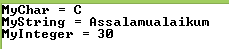 MyChar = C
MyString = Assalamualaikum
MyInteger = 30